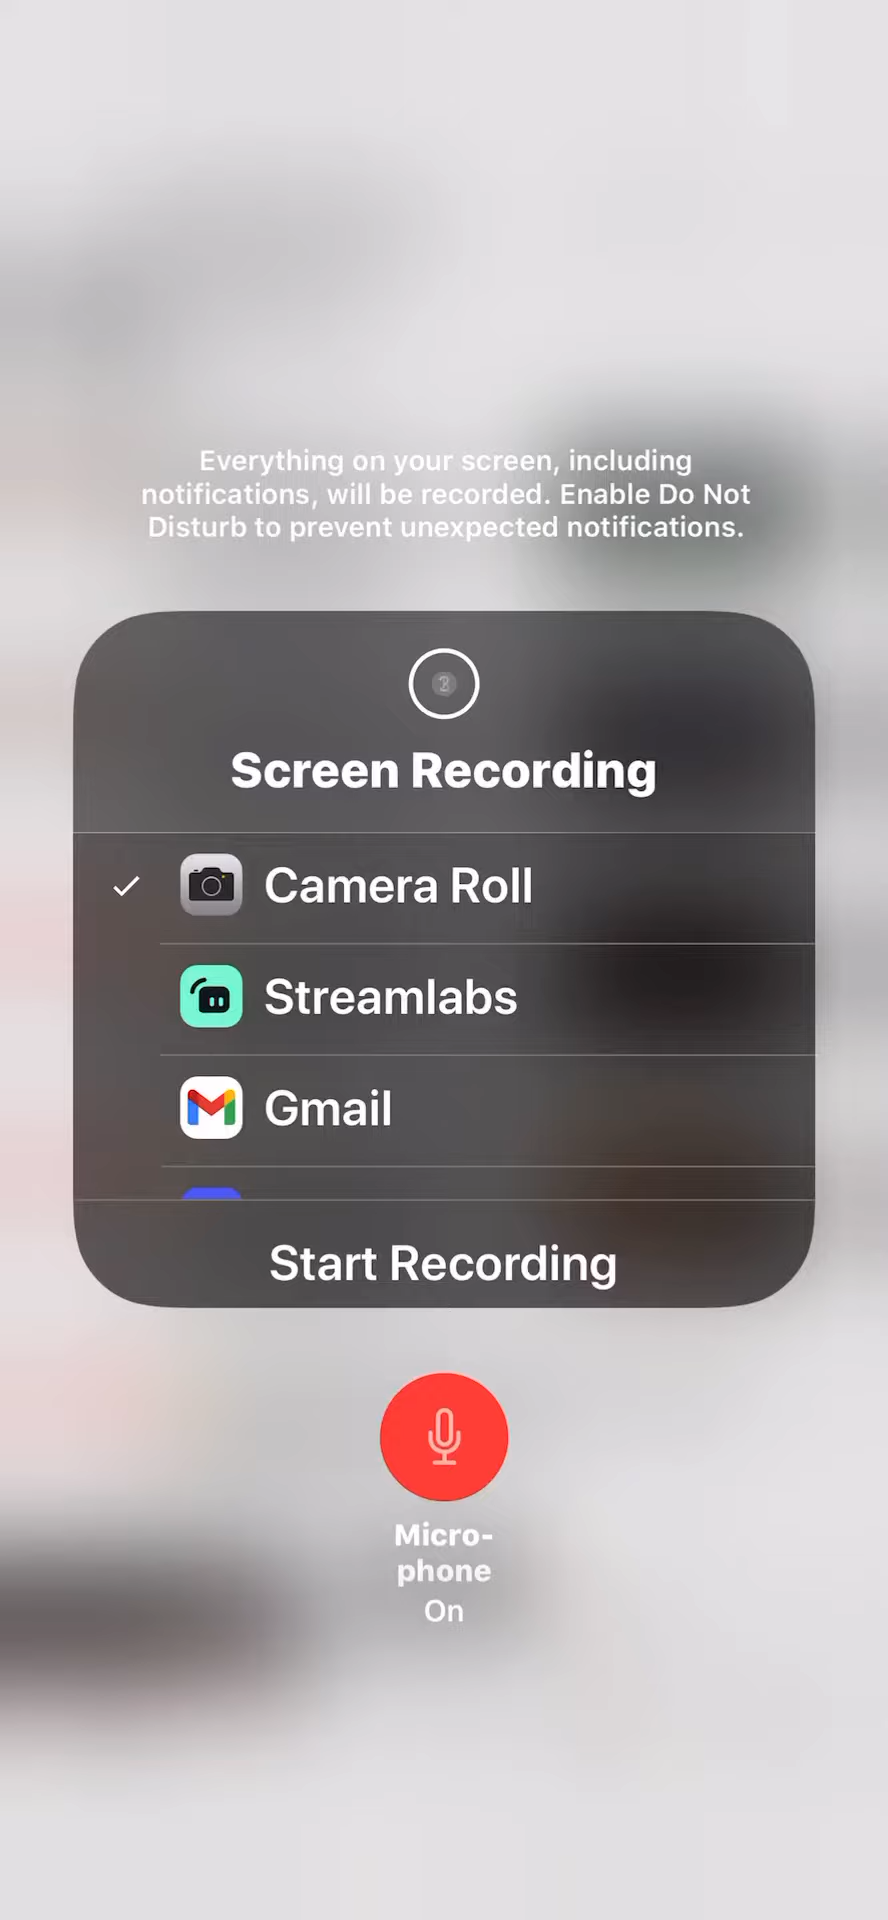 Everything on your screen, including
notifications, will be recorded. Enable Do Not
Disturb to prevent unexpected notifications.
Screen Recording
Camera Roll
Streamlabs
Gmail
Start Recording
Micro-
phone
On